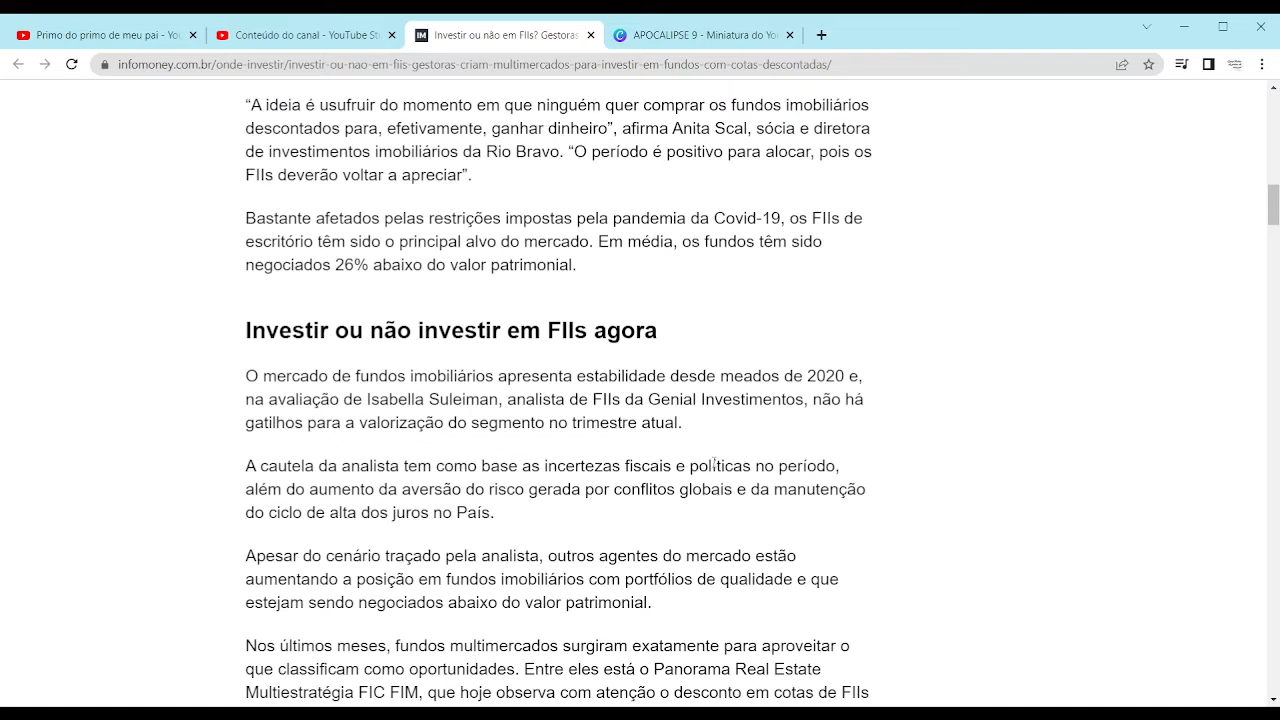 Primo do primo de meu pai - You
Conteúdo do canal - YouTube Stu
IM
Investir ou não em FIIs? Gestoras
APOCALIPSE 9 - Miniatura do Yo
infomoney.com.br/onde-investir/investir-ou-nao-em-fiis-gestoras-criam-multimercados-para-investir-em-fundos-com-cotas-descontadas/
“A ideia é usufruir do momento em que ninguém quer comprar os fundos imobiliários
descontados para, efetivamente, ganhar dinheiro”, afirma Anita Scal, sócia e diretora
de investimentos imobiliários da Rio Bravo. “O período é positivo para alocar, pois os
FIIs deverão voltar a apreciar”.
Bastante afetados pelas restrições impostas pela pandemia da Covid-19, os FIIs de
escritório têm sido o principal alvo do mercado. Em média, os fundos têm sido
negociados 26% abaixo do valor patrimonial.
Investir ou não investir em FIIs agora
O mercado de fundos imobiliários apresenta estabilidade desde meados de 2020 e,
na avaliação de Isabella Suleiman, analista de FIIs da Genial Investimentos, não há
gatilhos para a valorização do segmento no trimestre atual.
A cautela da analista tem como base as incertezas fiscais e políticas no período,
além do aumento da aversão do risco gerada por conflitos globais e da manutenção
do ciclo de alta dos juros no País.
Apesar do cenário traçado pela analista, outros agentes do mercado estão
aumentando a posição em fundos imobiliários com portfólios de qualidade e que
estejam sendo negociados abaixo do valor patrimonial.
Nos últimos meses, fundos multimercados surgiram exatamente para aproveitar o
que classificam como oportunidades. Entre eles está o Panorama Real Estate
Multiestratégia FIC FIM, que hoje observa com atenção o desconto em cotas de FIIs